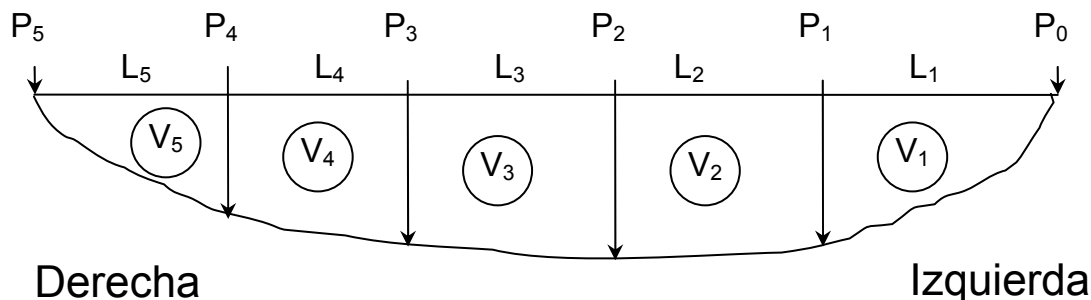 P₅ P₄ P₃ P₂ P₁ P₀
L₅ L₄ L₃ L₂ L₁
V₅ V₄ V₃ V₂ V₁
Derecha Izquierda